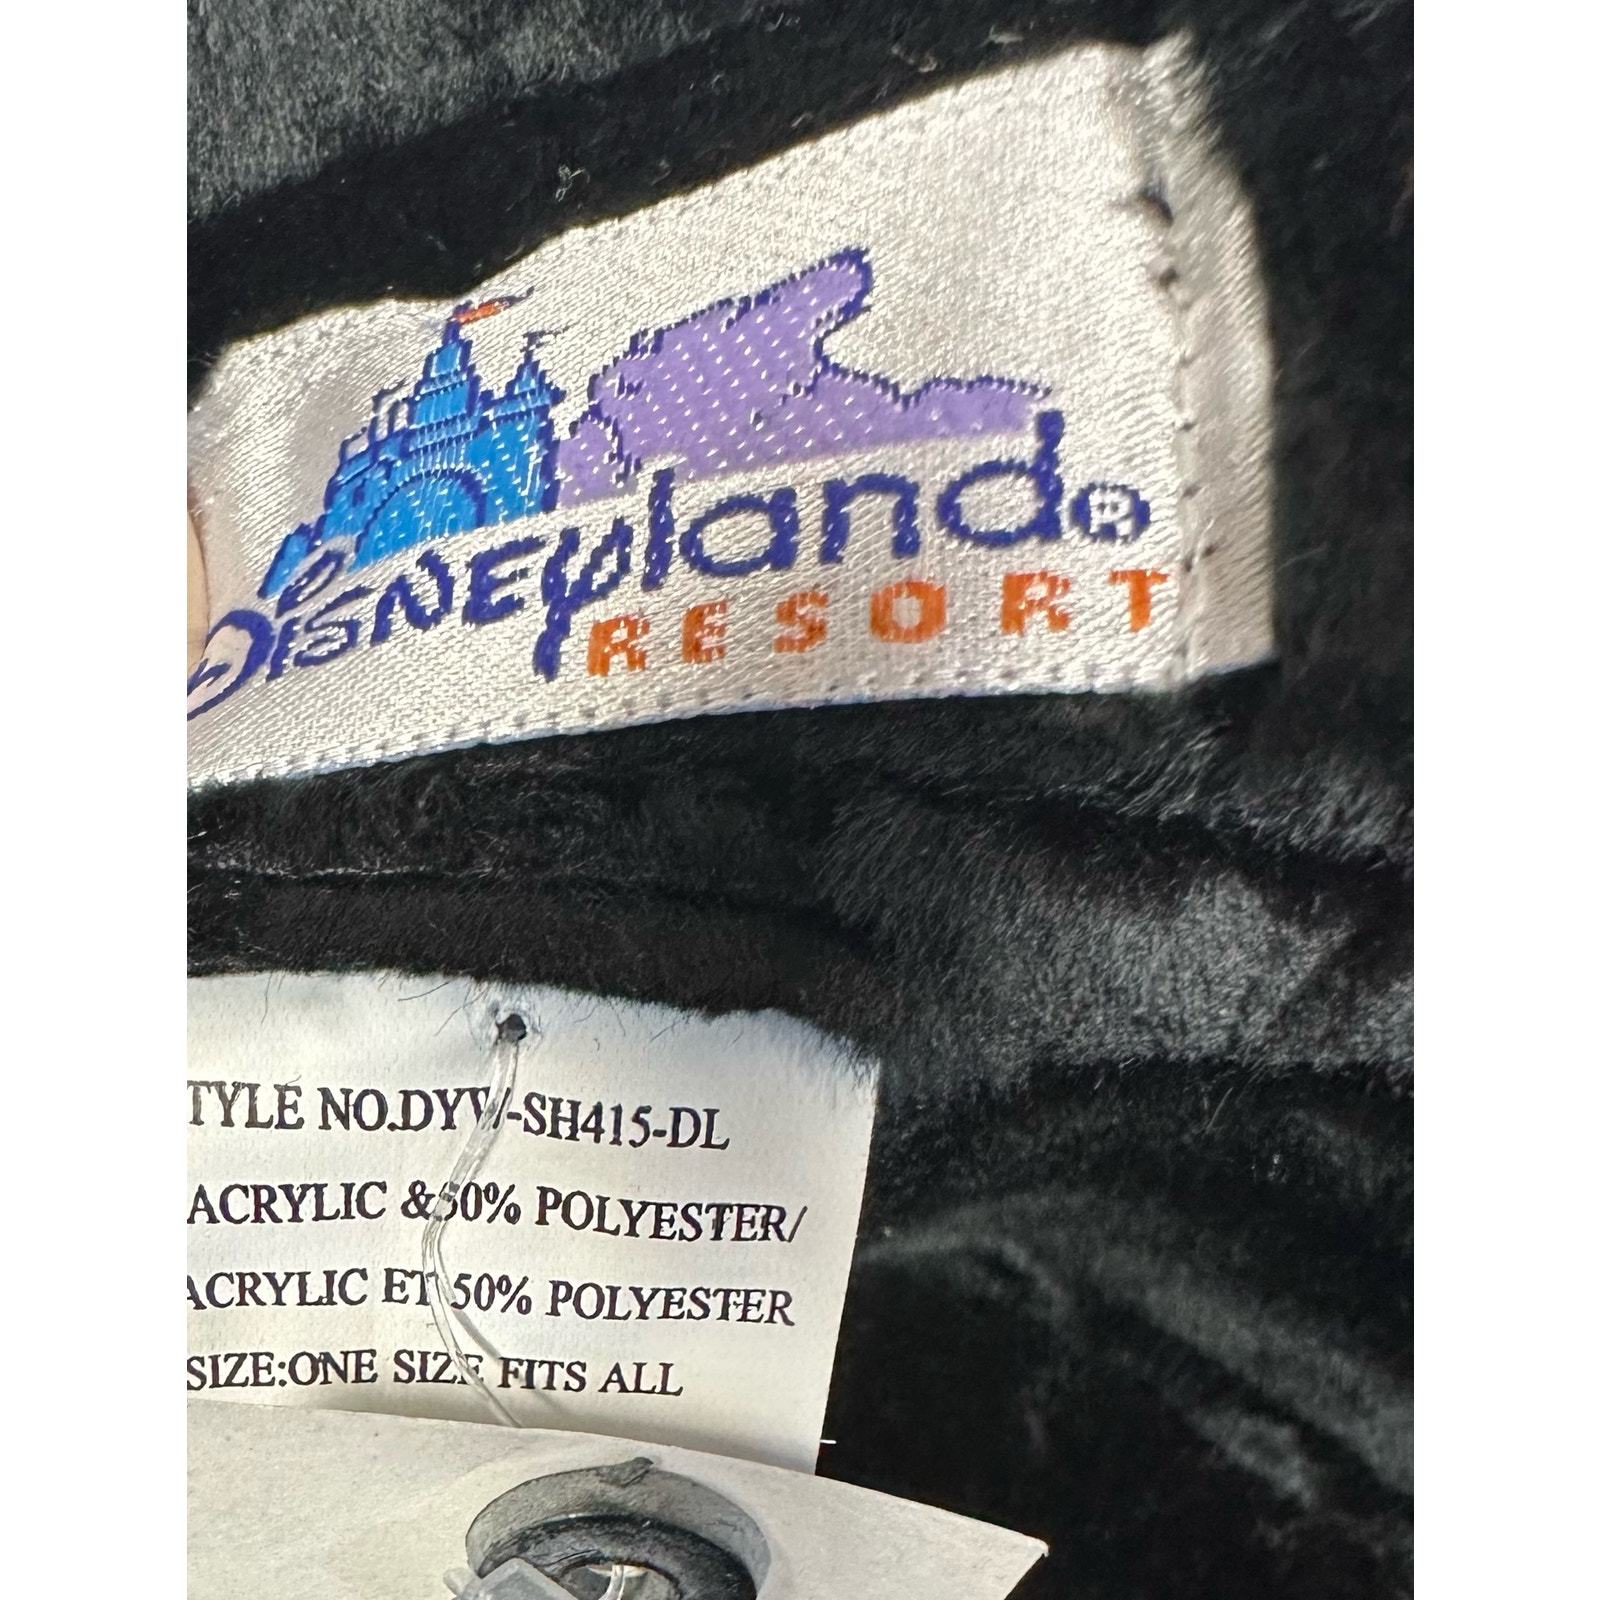 DISNEYland®
RESORT
TYLE NO.DYW-SH415-DL
ACRYLIC &50% POLYESTER/
ACRYLIC ET 50% POLYESTER
SIZE:ONE SIZE FITS ALL